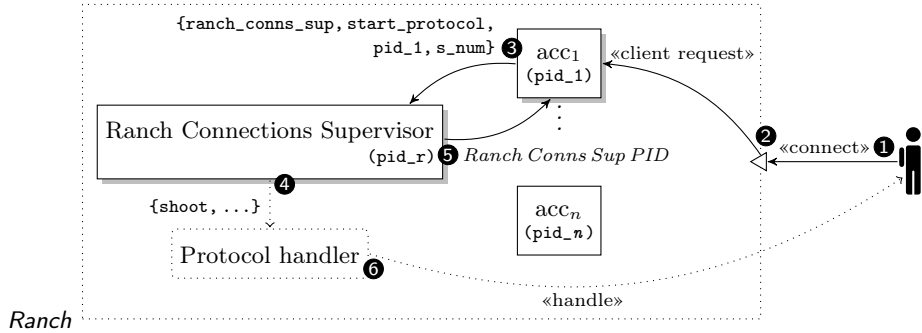 {ranch_conns_sup, start_protocol,
pid_1, s_num}
3
acc1
(pid_1)
«client request»
2
«connect»
1
Ranch Connections Supervisor
(pid_r)
5
Ranch Conns Sup PID
4
{shoot, ...}
accn
(pid_n)
Protocol handler
6
«handle»
Ranch